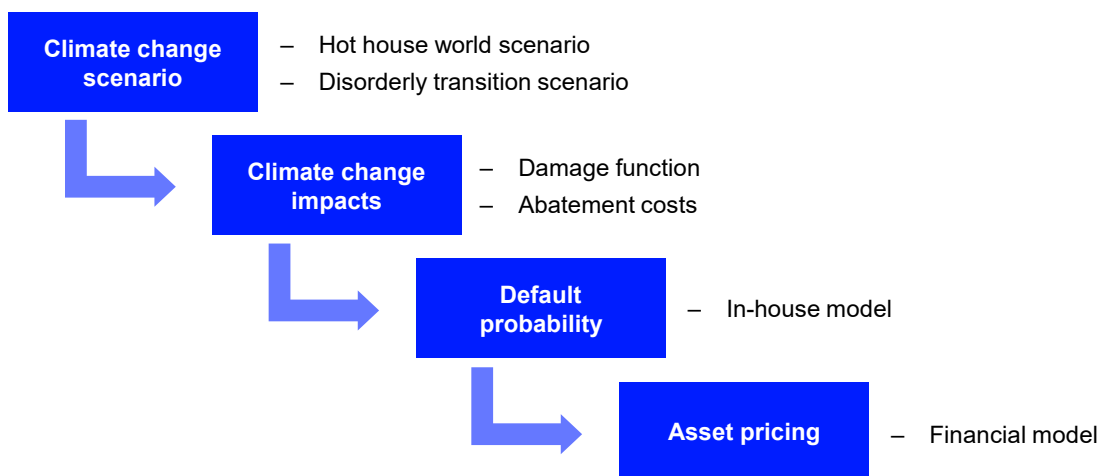 Climate change
scenario
– Hot house world scenario
– Disorderly transition scenario
Climate change
impacts
– Damage function
– Abatement costs
Default
probability
– In-house model
Asset pricing
– Financial model